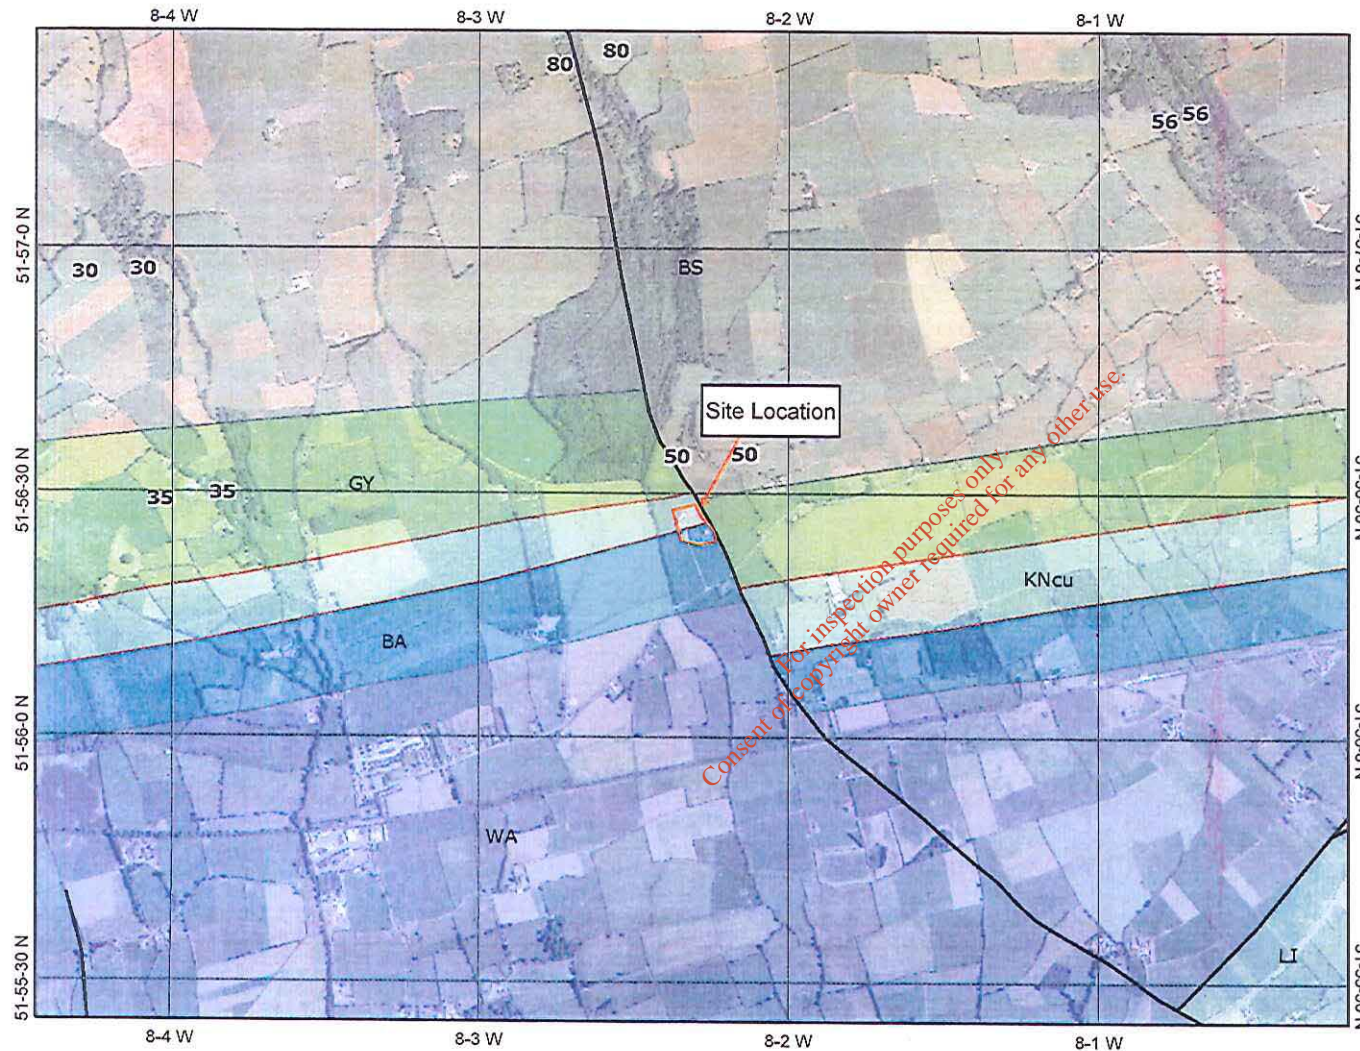 8-4 W 8-3 W 8-2 W 8-1 W
80 80
56 56
51-57-0 N
30 30
BS
Site Location
50 50
51-56-30 N
35 35 GY
KNcu
BA
For inspection purposes only
Consent of copyright owner required for any other use
51-56-0 N
WA
LI
51-55-30 N
8-4 W 8-3 W 8-2 W 8-1 W